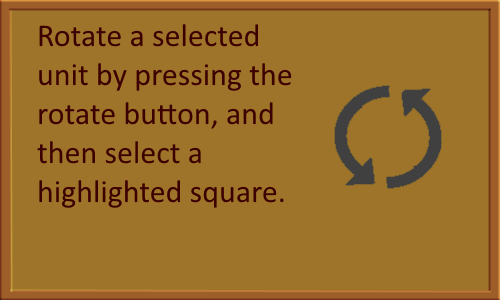 Rotate a selected
unit by pressing the
rotate button, and
then select a
highlighted square.